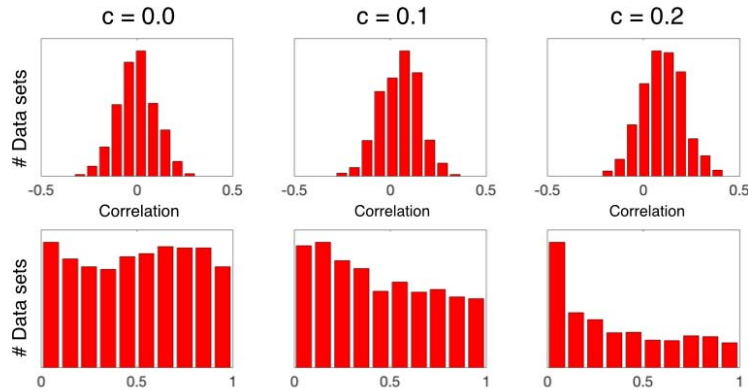 c = 0.0
c = 0.1
c = 0.2
# Data sets
-0.5 0 0.5
-0.5 0 0.5
-0.5 0 0.5
Correlation
Correlation
Correlation
# Data sets
0 0.5 1
0 0.5 1
0 0.5 1